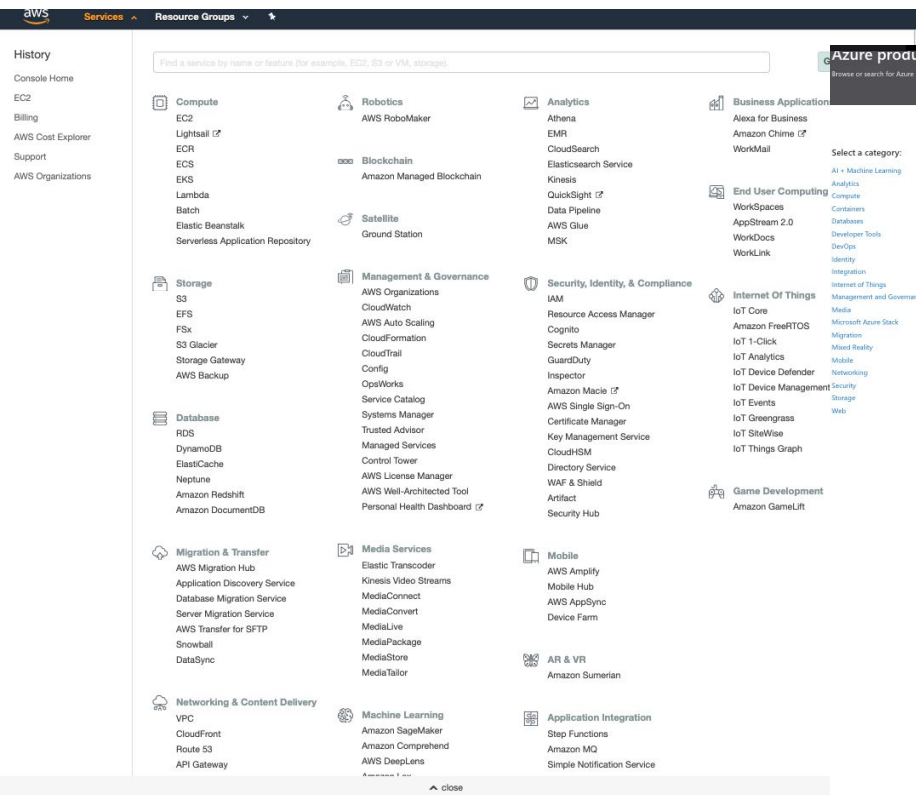 aws
Services
Resource Groups
History
Console Home
EC2
Billing
AWS Cost Explorer
Support
AWS Organizations
Find a service by name or feature (for example, EC2, S3 or VM, storage).
G
Compute
EC2
Lightsail
ECR
ECS
EKS
Lambda
Batch
Elastic Beanstalk
Serverless Application Repository
Storage
S3
EFS
FSx
S3 Glacier
Storage Gateway
AWS Backup
Database
RDS
DynamoDB
ElastiCache
Neptune
Amazon Redshift
Amazon DocumentDB
Migration & Transfer
AWS Migration Hub
Application Discovery Service
Database Migration Service
Server Migration Service
AWS Transfer for SFTP
Snowball
DataSync
Networking & Content Delivery
VPC
CloudFront
Route 53
API Gateway
Robotics
AWS RoboMaker
Blockchain
Amazon Managed Blockchain
Satellite
Ground Station
Management & Governance
AWS Organizations
CloudWatch
AWS Auto Scaling
CloudFormation
CloudTrail
Config
OpsWorks
Service Catalog
Systems Manager
Trusted Advisor
Managed Services
Control Tower
AWS License Manager
AWS Well-Architected Tool
Personal Health Dashboard
Media Services
Elastic Transcoder
Kinesis Video Streams
MediaConnect
MediaConvert
MediaLive
MediaPackage
MediaStore
MediaTailor
Machine Learning
Amazon SageMaker
Amazon Comprehend
AWS DeepLens
Amazon Lex
Analytics
Athena
EMR
CloudSearch
Elasticsearch Service
Kinesis
QuickSight
Data Pipeline
AWS Glue
MSK
Security, Identity, & Compliance
IAM
Resource Access Manager
Cognito
Secrets Manager
GuardDuty
Inspector
Amazon Macie
AWS Single Sign-On
Certificate Manager
Key Management Service
CloudHSM
Directory Service
WAF & Shield
Artifact
Security Hub
Mobile
AWS Amplify
Mobile Hub
AWS AppSync
Device Farm
AR & VR
Amazon Sumerian
Application Integration
Step Functions
Amazon MQ
Simple Notification Service
Business Application
Alexa for Business
Amazon Chime
WorkMail
End User Computing
WorkSpaces
AppStream 2.0
WorkDocs
WorkLink
Internet Of Things
IoT Core
Amazon FreeRTOS
IoT 1-Click
IoT Analytics
IoT Device Defender
IoT Device Management
IoT Events
IoT Greengrass
IoT SiteWise
IoT Things Graph
Game Development
Amazon GameLift
close
Azure produ
Browse or search for Azure
Select a category:
AI + Machine Learning
Analytics
Compute
Containers
Databases
Developer Tools
DevOps
Identity
Integration
Internet of Things
Management and Governan
Media
Microsoft Azure Stack
Migration
Mixed Reality
Mobile
Networking
Security
Storage
Web